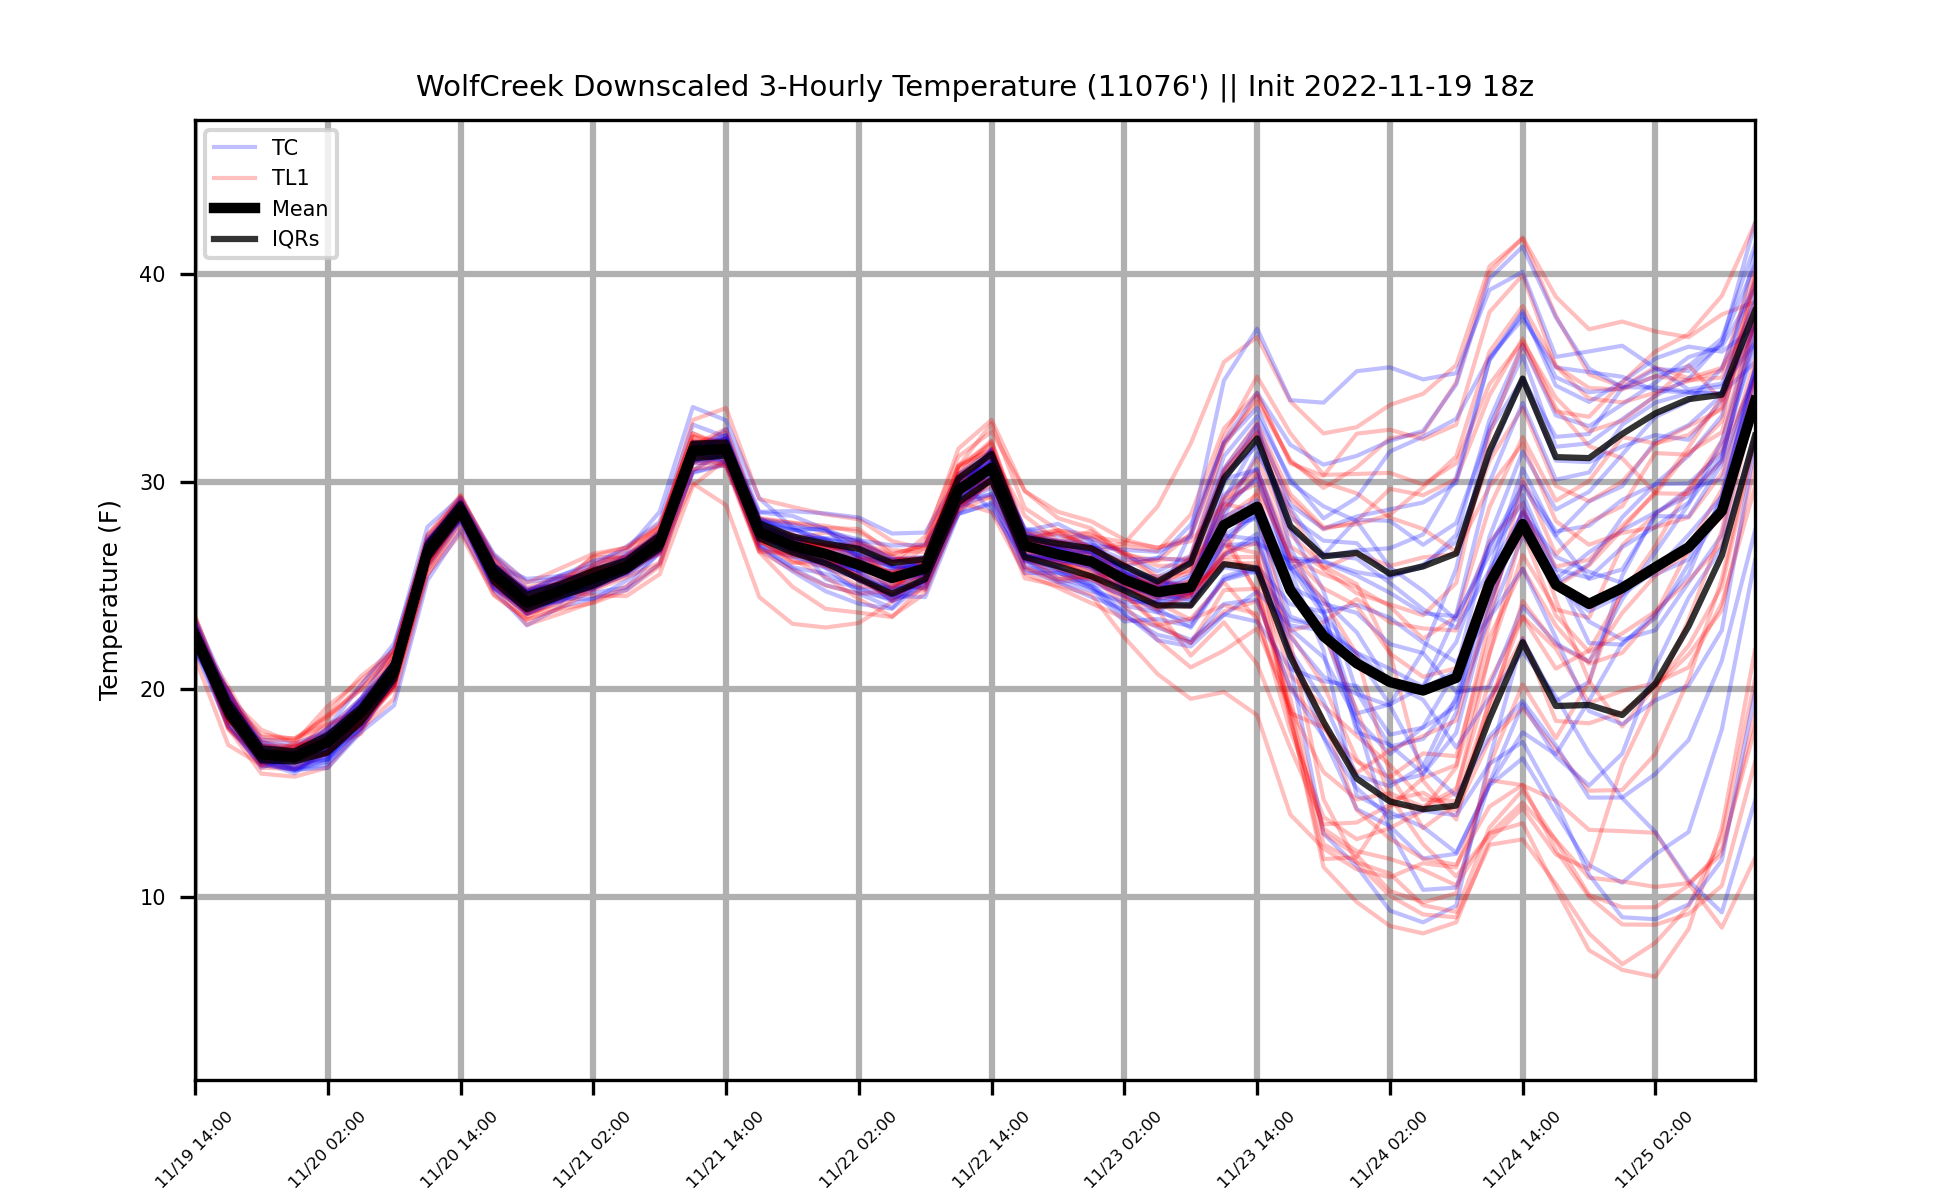 WolfCreek Downscaled 3-Hourly Temperature (11076') || Init 2022-11-19 18z
TC
TL1
Mean
IQRs
Temperature (F)
40
30
20
10
11/19 14:00
11/20 02:00
11/20 14:00
11/21 02:00
11/21 14:00
11/22 02:00
11/22 14:00
11/23 02:00
11/23 14:00
11/24 02:00
11/24 14:00
11/25 02:00